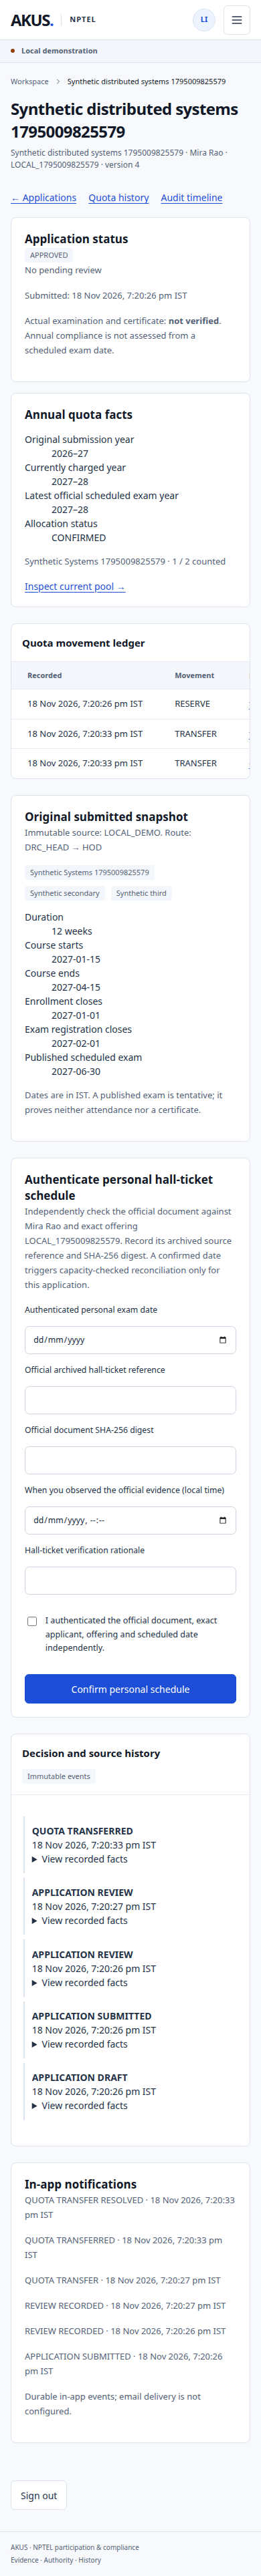 AKUS. NPTEL LI
Local demonstration
Workspace > Synthetic distributed systems 1795009825579
Synthetic distributed systems
1795009825579
Synthetic distributed systems 1795009825579 · Mira Rao ·
LOCAL_1795009825579 · version 4
← Applications Quota history Audit timeline
Application status
APPROVED
No pending review
Submitted: 18 Nov 2026, 7:20:26 pm IST
Actual examination and certificate: not verified.
Annual compliance is not assessed from a
scheduled exam date.
Annual quota facts
Original submission year
2026–27
Currently charged year
2027–28
Latest official scheduled exam year
2027–28
Allocation status
CONFIRMED
Synthetic Systems 1795009825579 · 1 / 2 counted
Inspect current pool →
Quota movement ledger
Recorded Movement
18 Nov 2026, 7:20:26 pm IST RESERVE
18 Nov 2026, 7:20:33 pm IST TRANSFER
18 Nov 2026, 7:20:33 pm IST TRANSFER
Original submitted snapshot
Immutable source: LOCAL_DEMO. Route:
DRC_HEAD → HOD
Synthetic Systems 1795009825579
Synthetic secondary Synthetic third
Duration
12 weeks
Course starts
2027-01-15
Course ends
2027-04-15
Enrollment closes
2027-01-01
Exam registration closes
2027-02-01
Published scheduled exam
2027-06-30
Dates are in IST. A published exam is tentative; it
proves neither attendance nor a certificate.
Authenticate personal hall-ticket
schedule
Independently check the official document against
Mira Rao and exact offering
LOCAL_1795009825579. Record its archived source
reference and SHA-256 digest. A confirmed date
triggers capacity-checked reconciliation only for
this application.
Authenticated personal exam date
dd/mm/yyyy
Official archived hall-ticket reference
Official document SHA-256 digest
When you observed the official evidence (local time)
dd/mm/yyyy, --:--
Hall-ticket verification rationale
I authenticated the official document, exact
applicant, offering and scheduled date
independently.
Confirm personal schedule
Decision and source history
Immutable events
QUOTA TRANSFERRED
18 Nov 2026, 7:20:33 pm IST
▶ View recorded facts
APPLICATION REVIEW
18 Nov 2026, 7:20:27 pm IST
▶ View recorded facts
APPLICATION REVIEW
18 Nov 2026, 7:20:26 pm IST
▶ View recorded facts
APPLICATION SUBMITTED
18 Nov 2026, 7:20:26 pm IST
▶ View recorded facts
APPLICATION DRAFT
18 Nov 2026, 7:20:26 pm IST
▶ View recorded facts
In-app notifications
QUOTA TRANSFER RESOLVED · 18 Nov 2026, 7:20:33
pm IST
QUOTA TRANSFERRED · 18 Nov 2026, 7:20:33 pm
IST
QUOTA TRANSFER · 18 Nov 2026, 7:20:27 pm IST
REVIEW RECORDED · 18 Nov 2026, 7:20:27 pm IST
REVIEW RECORDED · 18 Nov 2026, 7:20:26 pm IST
APPLICATION SUBMITTED · 18 Nov 2026, 7:20:26
pm IST
Durable in-app events; email delivery is not
configured.
Sign out
AKUS · NPTEL participation & compliance
Evidence · Authority · History